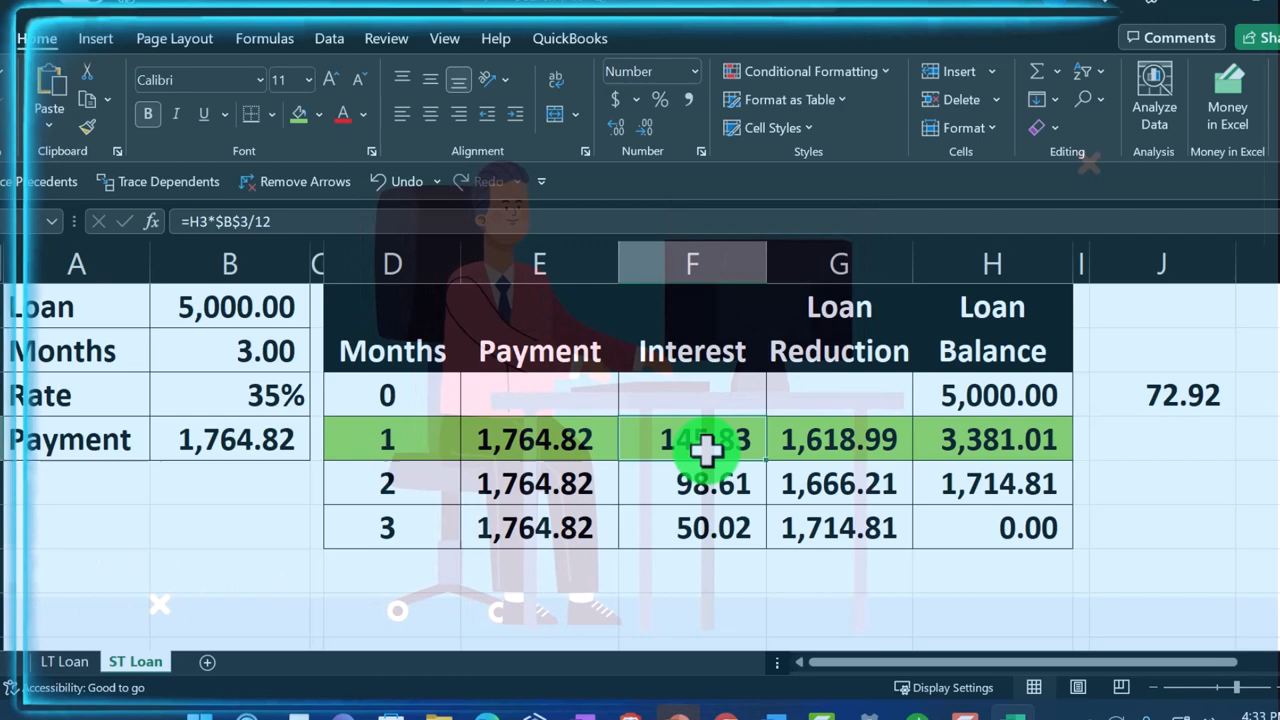 Home Insert Page Layout Formulas Data Review View Help QuickBooks Comments
Calibri 11 Number Conditional Formatting Insert
Paste $ % Format as Table Delete Analyze Data Money in Excel
B I U A Cell Styles Format
Clipboard Font Alignment Number Styles Cells Editing Analysis Money in Excel
Trace Dependents Remove Arrows Undo Redo
fx =H3*$B$3/12
A B C D E F G H I J
Loan 5,000.00 Loan Loan
Months 3.00 Months Payment Interest Reduction Balance
Rate 35% 0 5,000.00 72.92
Payment 1,764.82 1 1,764.82 145.83 1,618.99 3,381.01
2 1,764.82 98.61 1,666.21 1,714.81
3 1,764.82 50.02 1,714.81 0.00
LT Loan ST Loan
Accessibility: Good to go Display Settings